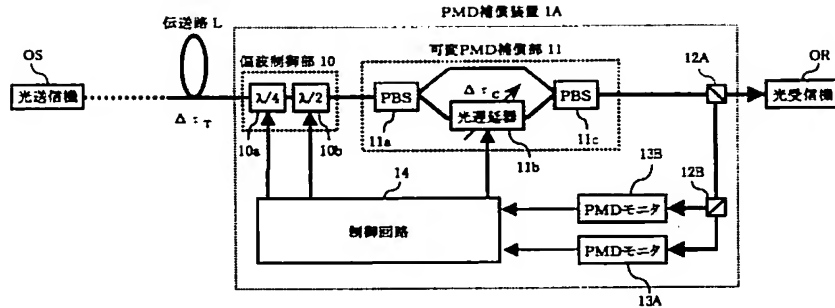 PMD補償装置 1A
伝送路 L
OS
光送信機
Δτ_T
偏波制御部 10
λ/4
λ/2
10a
10b
可変PMD補償部 11
PBS
11a
Δτ_C
光遅延器
11b
PBS
11c
12A
OR
光受信機
14
制御回路
13B
PMDモニタ
12B
PMDモニタ
13A